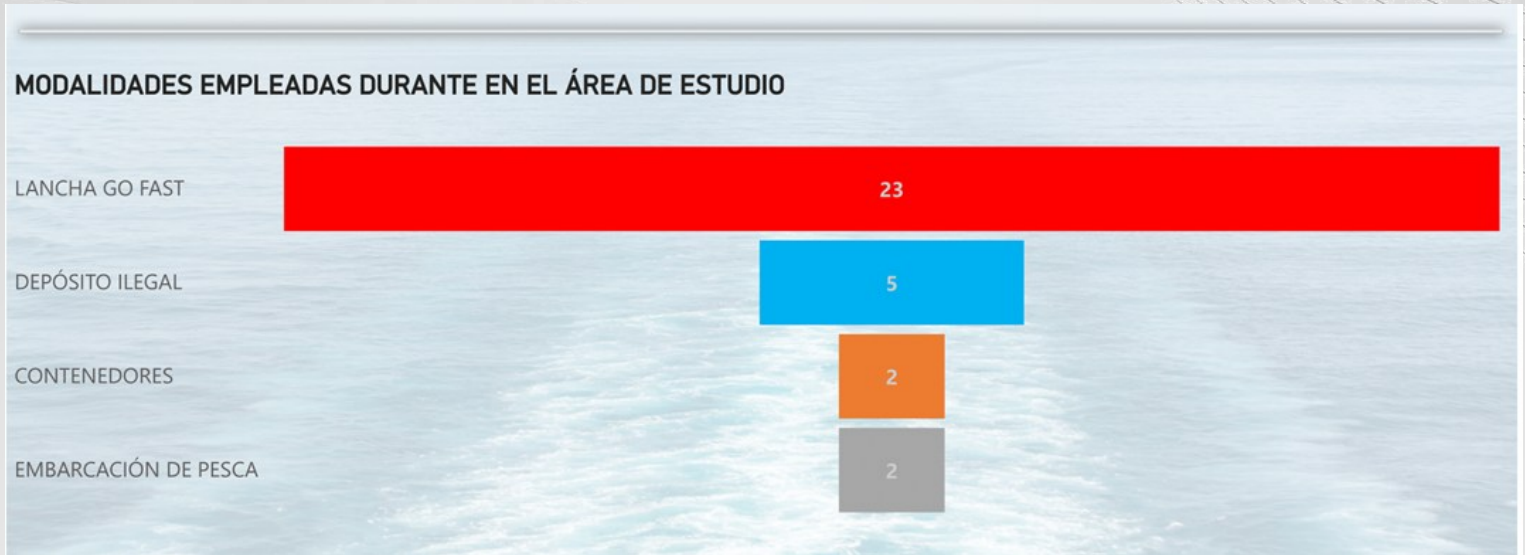 MODALIDADES EMPLEADAS DURANTE EN EL ÁREA DE ESTUDIO
LANCHA GO FAST 23
DEPÓSITO ILEGAL 5
CONTENEDORES 2
EMBARCACIÓN DE PESCA 2